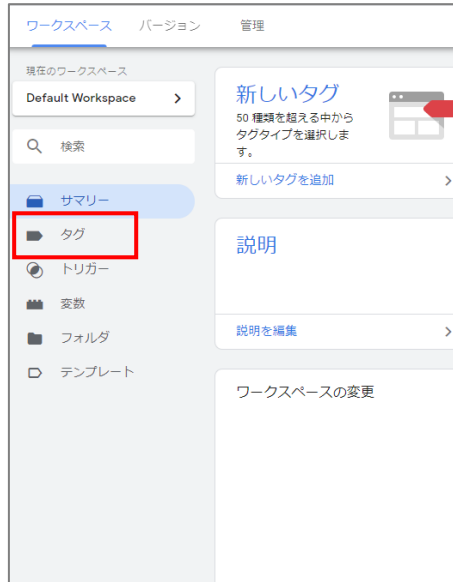 ワークスペース バージョン 管理
現在のワークスペース
Default Workspace
検索
サマリー
タグ
トリガー
変数
フォルダ
テンプレート
新しいタグ
50 種類を超える中から
タグタイプを選択しま
す。
新しいタグを追加
説明
説明を編集
ワークスペースの変更